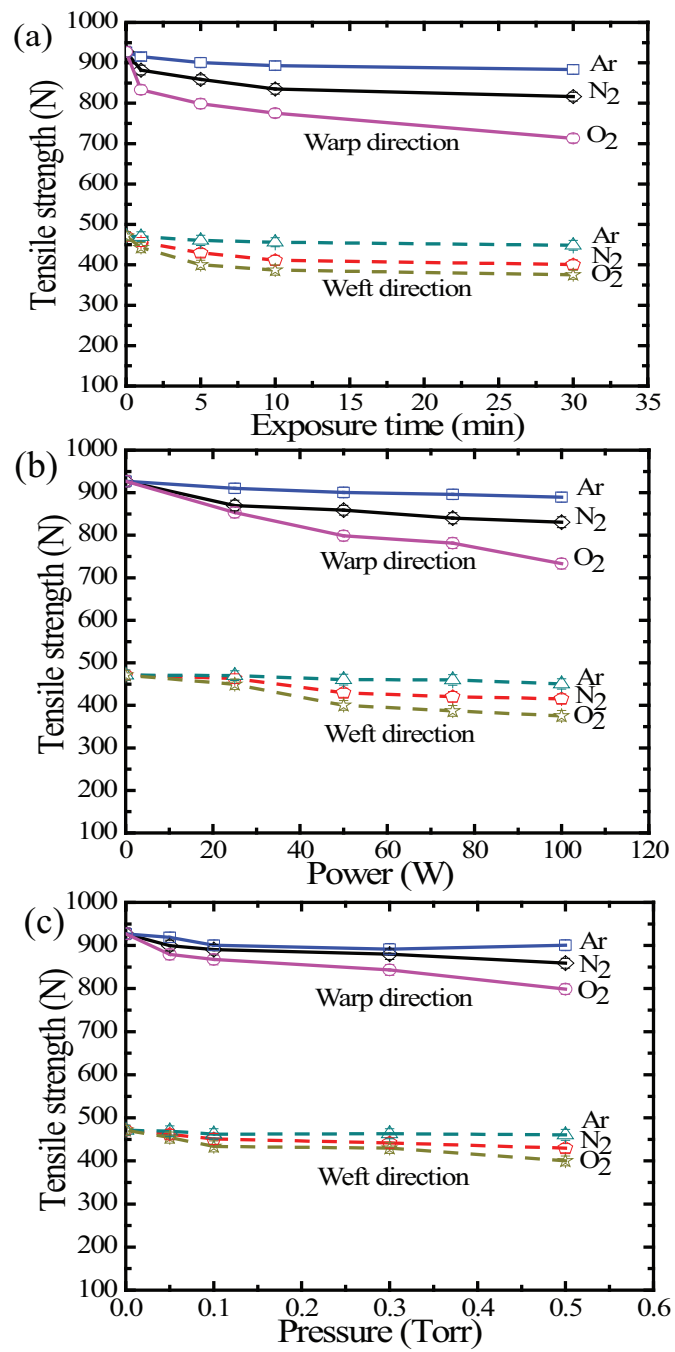 (a)
1000
900
800
700
600
500
400
300
200
100
Tensile strength (N)
Ar
N2
O2
Warp direction
Ar
N2
O2
Weft direction
0 5 10 15 20 25 30 35
Exposure time (min)
(b)
1000
900
800
700
600
500
400
300
200
100
Tensile strength (N)
Ar
N2
O2
Warp direction
Ar
N2
O2
Weft direction
0 20 40 60 80 100 120
Power (W)
(c)
1000
900
800
700
600
500
400
300
200
100
Tensile strength (N)
Ar
N2
O2
Warp direction
Ar
N2
O2
Weft direction
0.0 0.1 0.2 0.3 0.4 0.5 0.6
Pressure (Torr)